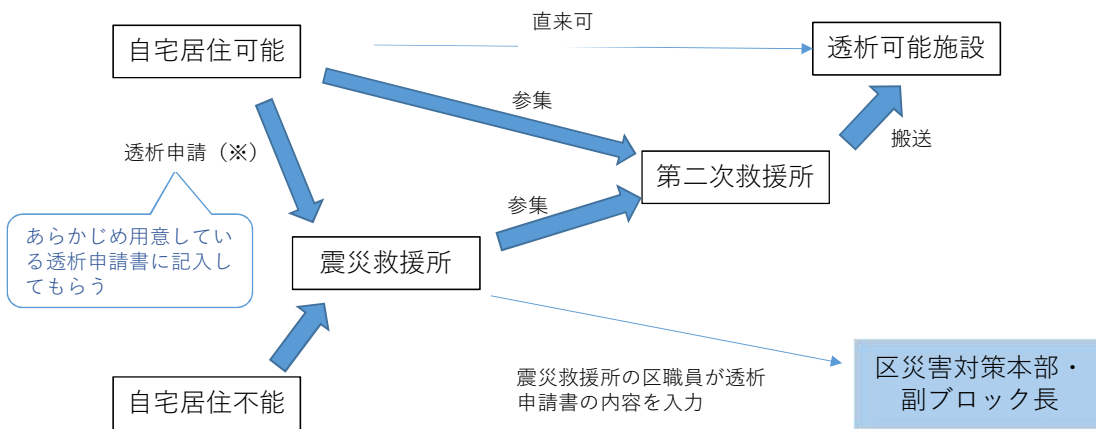 直来可
自宅居住可能
透析可能施設
参集
搬送
透析申請（※）
第二次救援所
参集
あらかじめ用意してい
る透析申請書に記入し
てもらう
震災救援所
自宅居住不能
震災救援所の区職員が透析
申請書の内容を入力
区災害対策本部・
副ブロック長